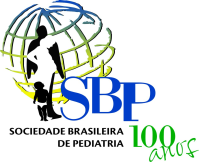 SBP
SOCIEDADE BRASILEIRA
DE PEDIATRIA 100
anos